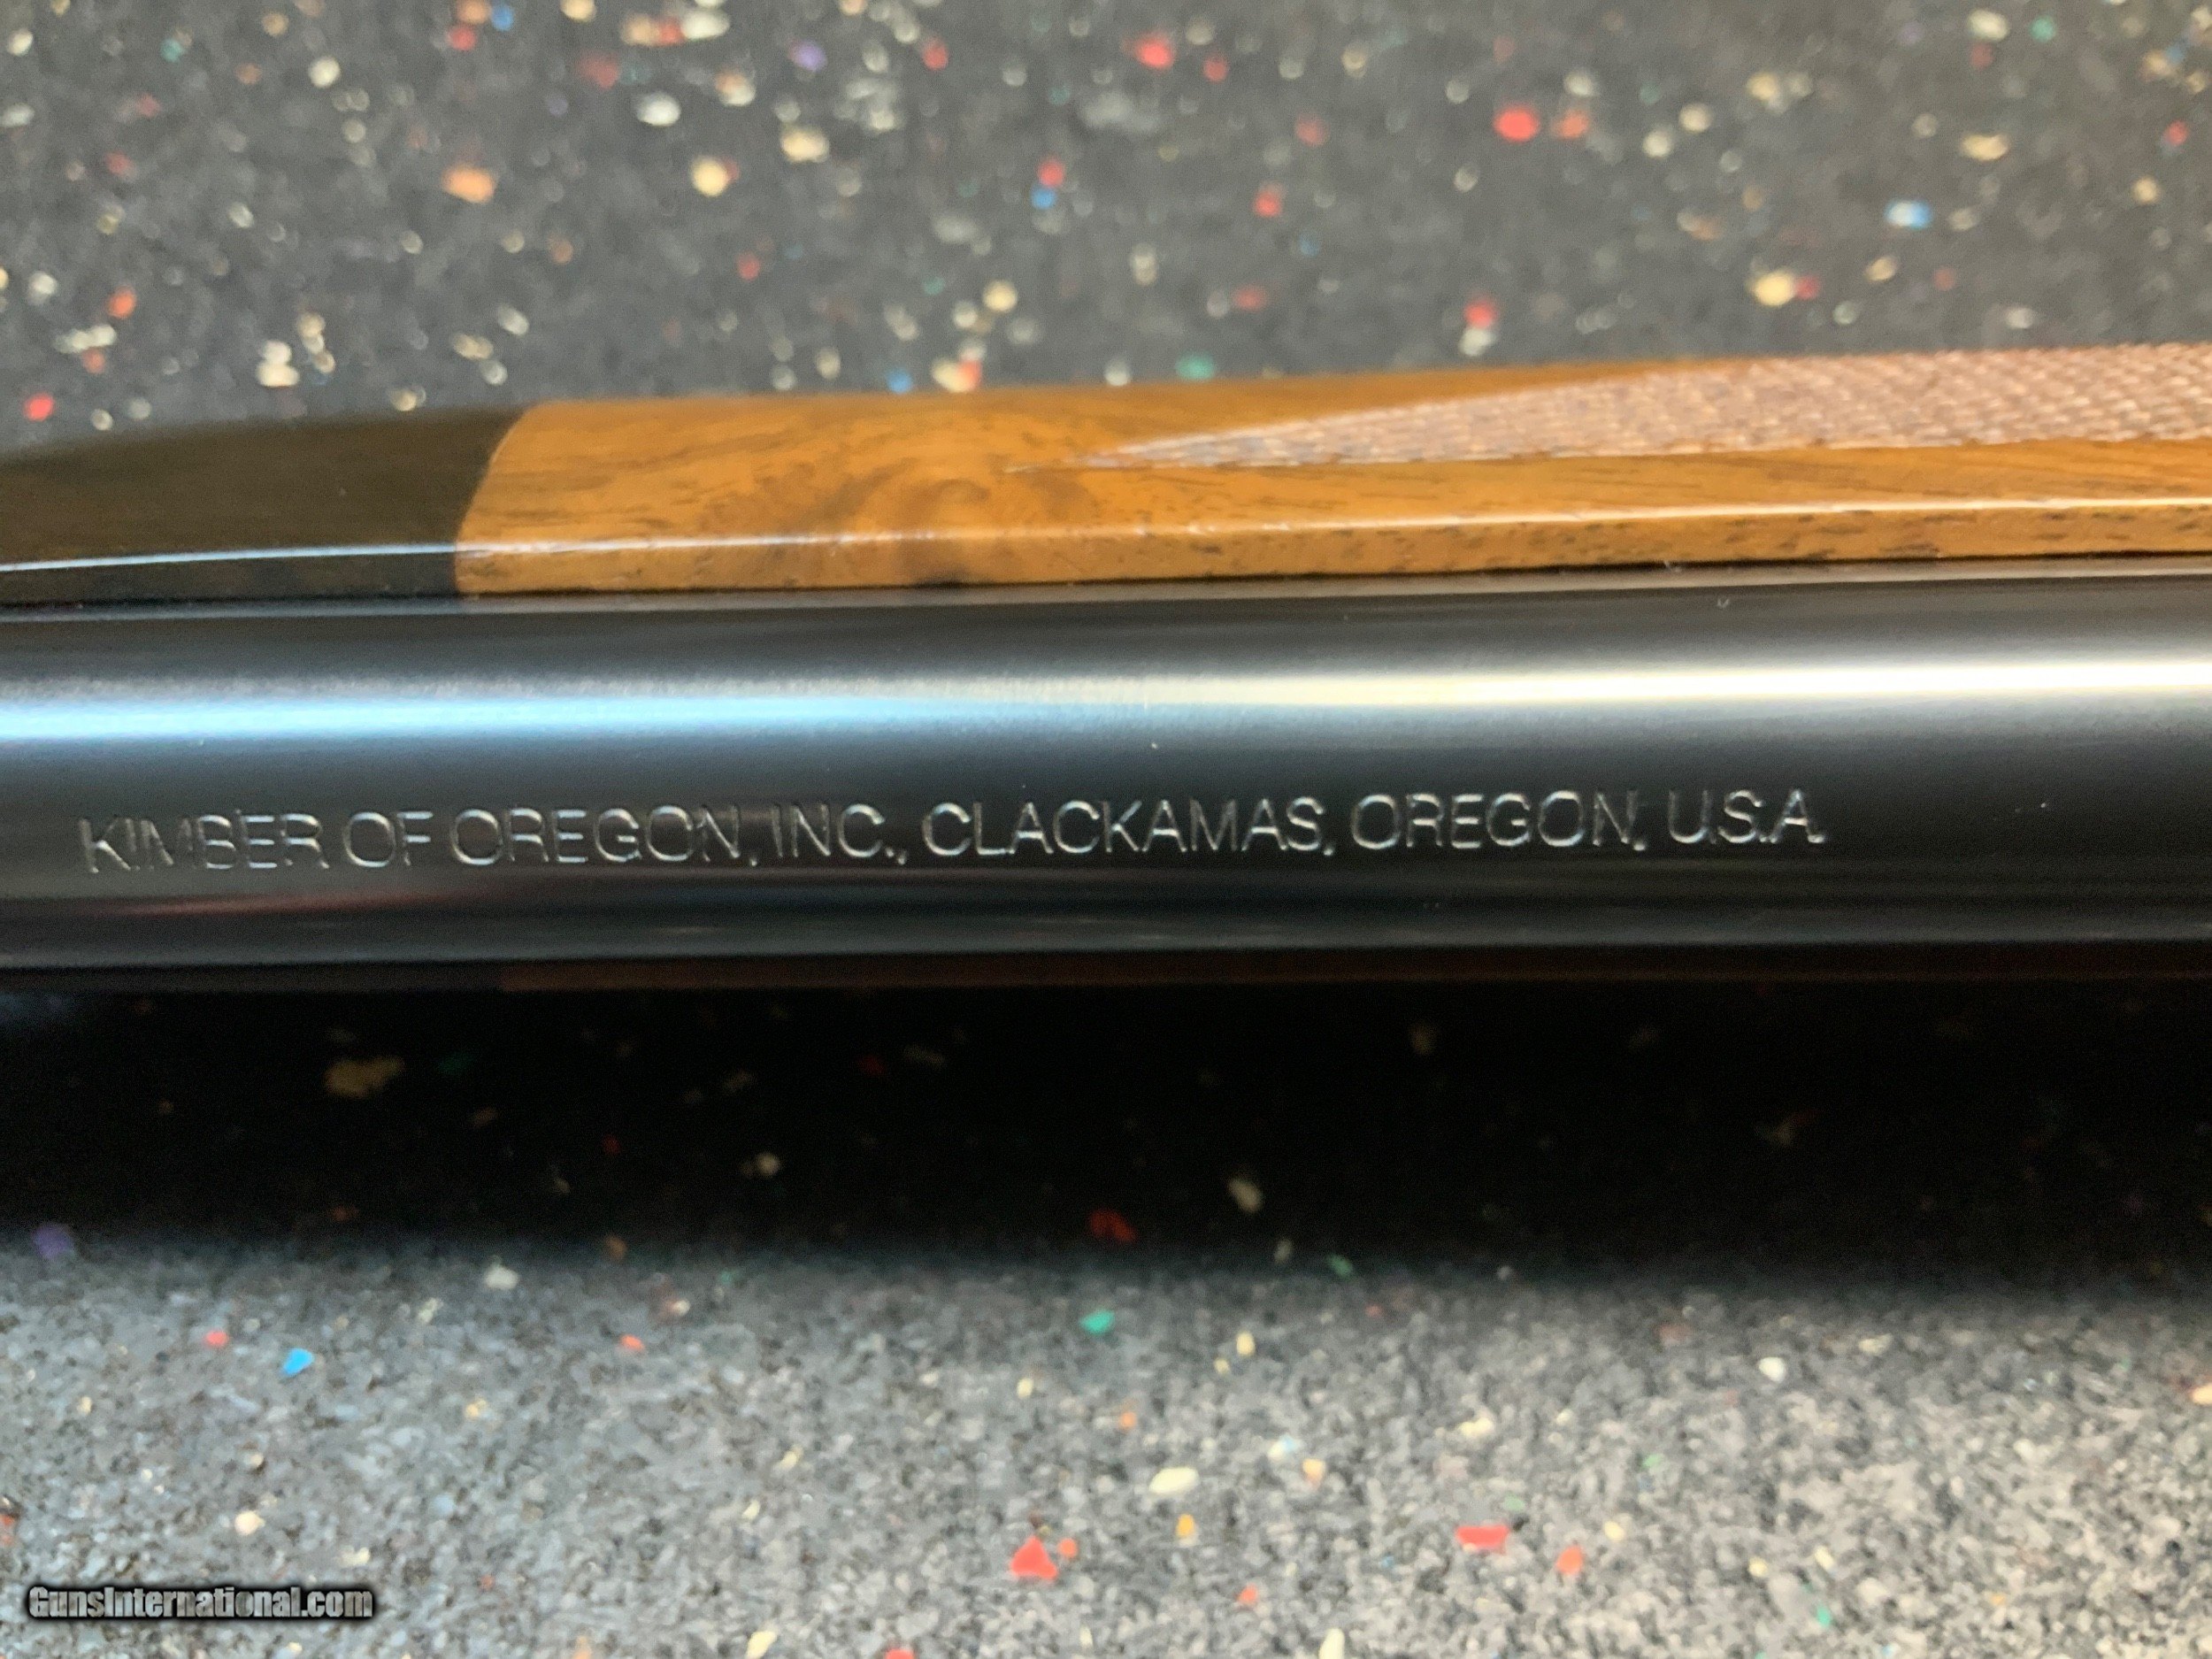 KIMBER OF OREGON, INC., CLACKAMAS, OREGON, U.S.A.
GunsInternational.com